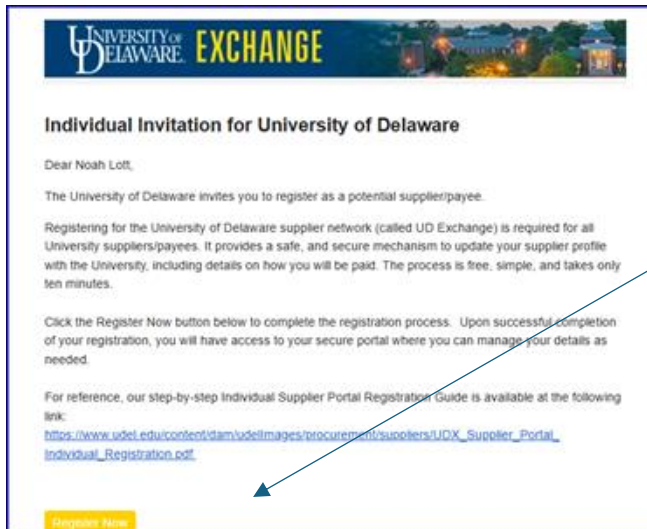 UNIVERSITY OF
DELAWARE EXCHANGE
Individual Invitation for University of Delaware
Dear Noah Lott,
The University of Delaware invites you to register as a potential supplier/payee.
Registering for the University of Delaware supplier network (called UD Exchange) is required for all
University suppliers/payees. It provides a safe, and secure mechanism to update your supplier profile
with the University, including details on how you will be paid. The process is free, simple, and takes only
ten minutes.
Click the Register Now button below to complete the registration process. Upon successful completion
of your registration, you will have access to your secure portal where you can manage your details as
needed.
For reference, our step-by-step Individual Supplier Portal Registration Guide is available at the following
link:
https://www.udel.edu/content/dam/udelImages/procurement/suppliers/UDX_Supplier_Portal_
Individual_Registration.pdf.
Register Now